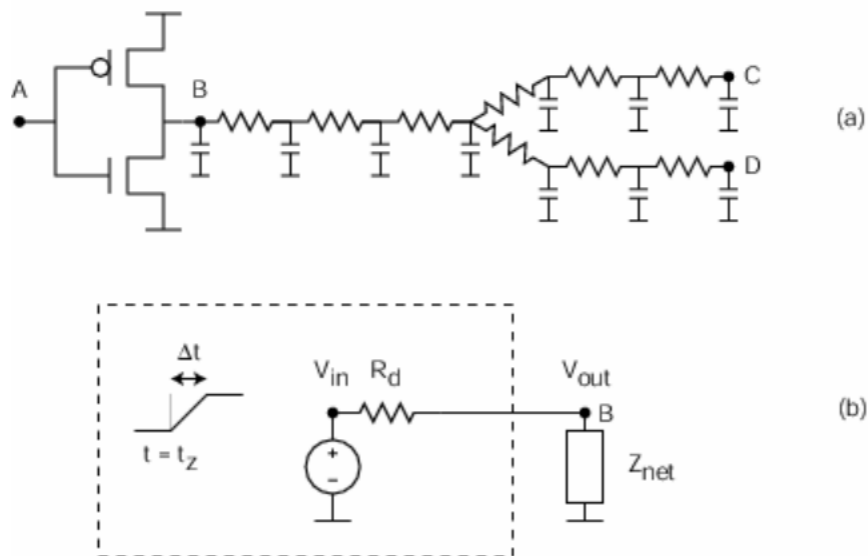 A
B
C
(a)
D
Δt
V_in R_d V_out
t = t_z
+
−
B
(b)
Z_net